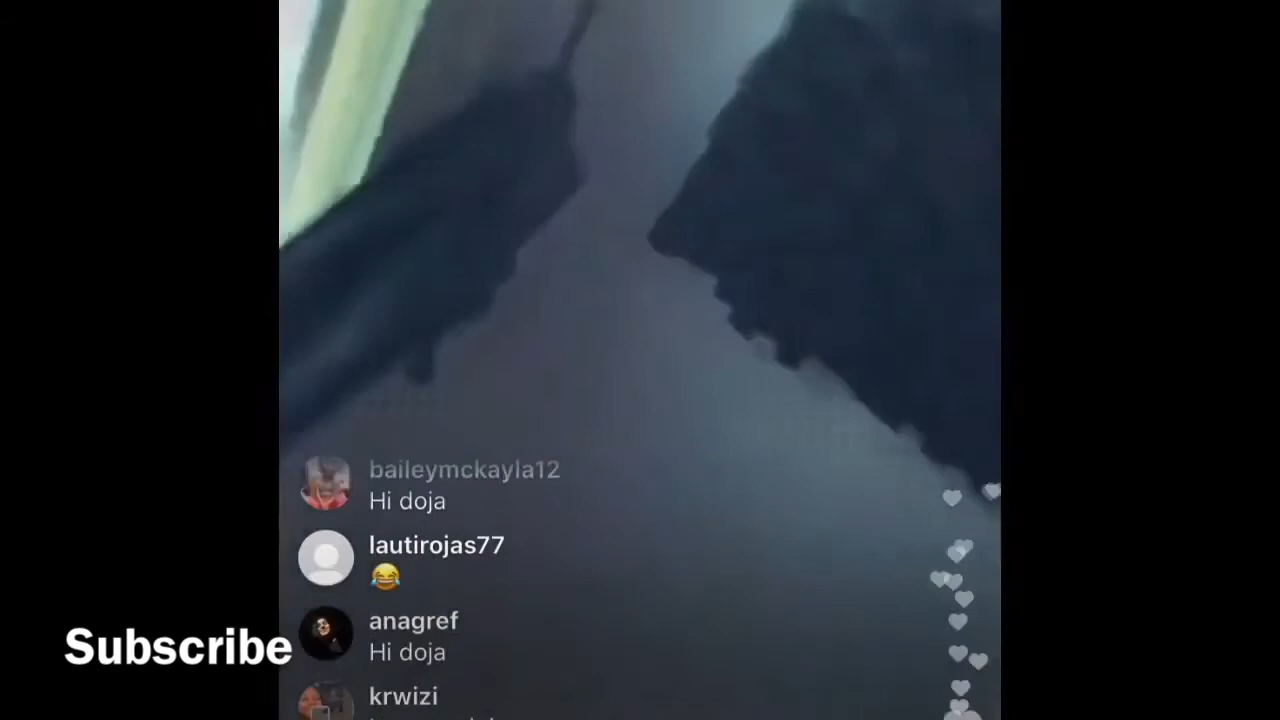 baileymckayla12
Hi doja
lautirojas77
😂
anagref
Hi doja
Subscribe
krwizi